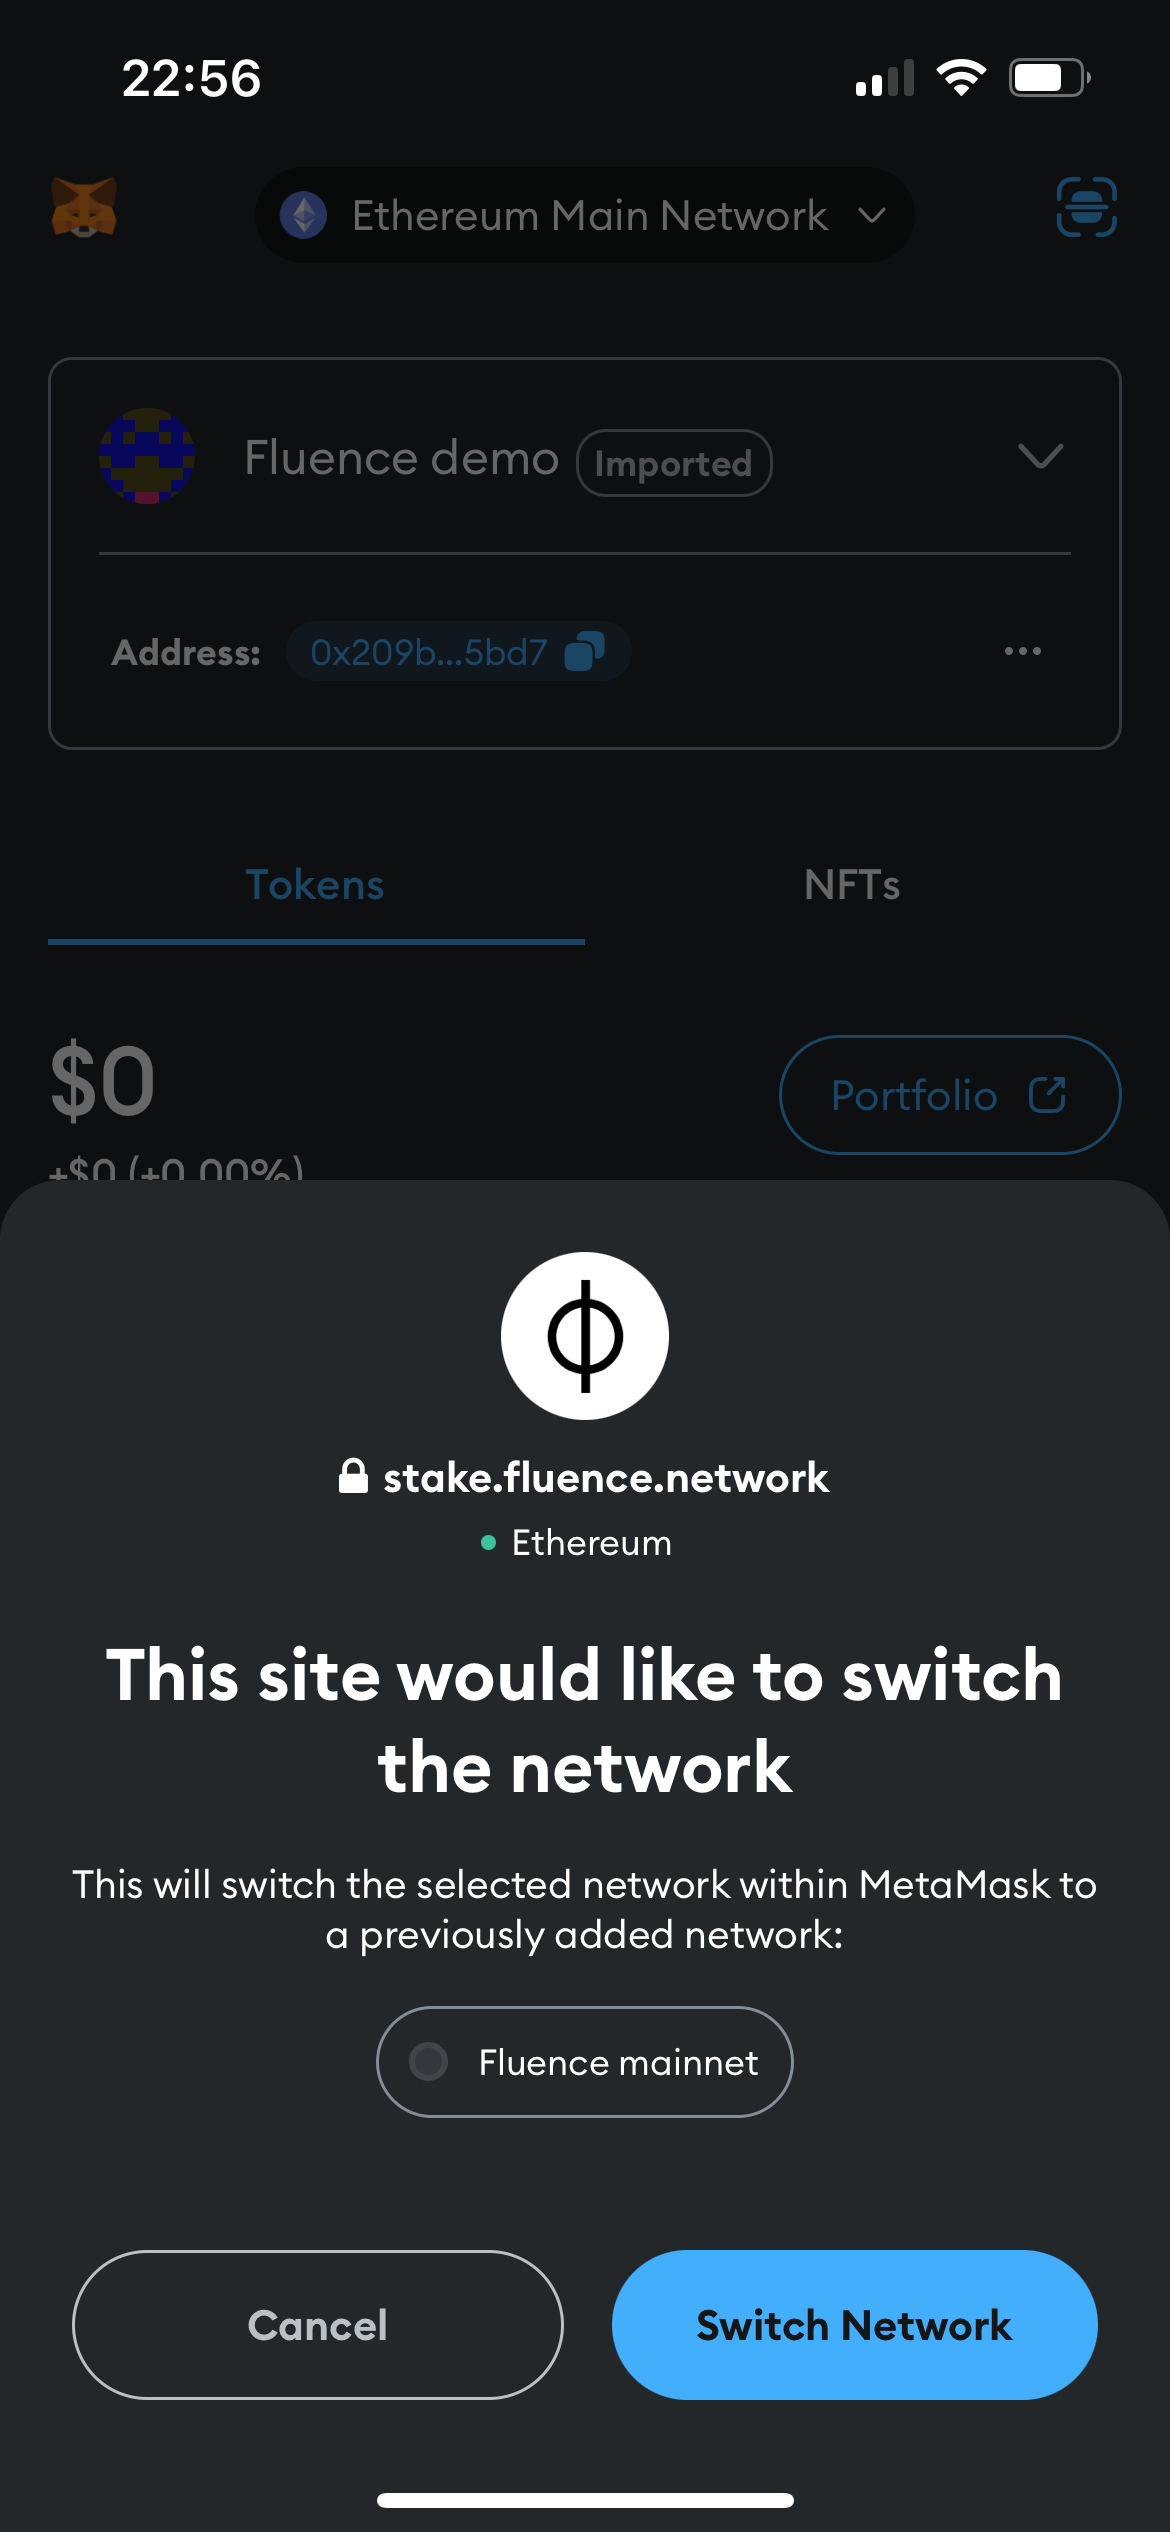 22:56
Ethereum Main Network
Fluence demo Imported
Address: 0x209b...5bd7
Tokens NFTs
$0
Portfolio
+$0 (+0.00%)
stake.fluence.network
Ethereum
This site would like to switch
the network
This will switch the selected network within MetaMask to
a previously added network:
Fluence mainnet
Cancel Switch Network